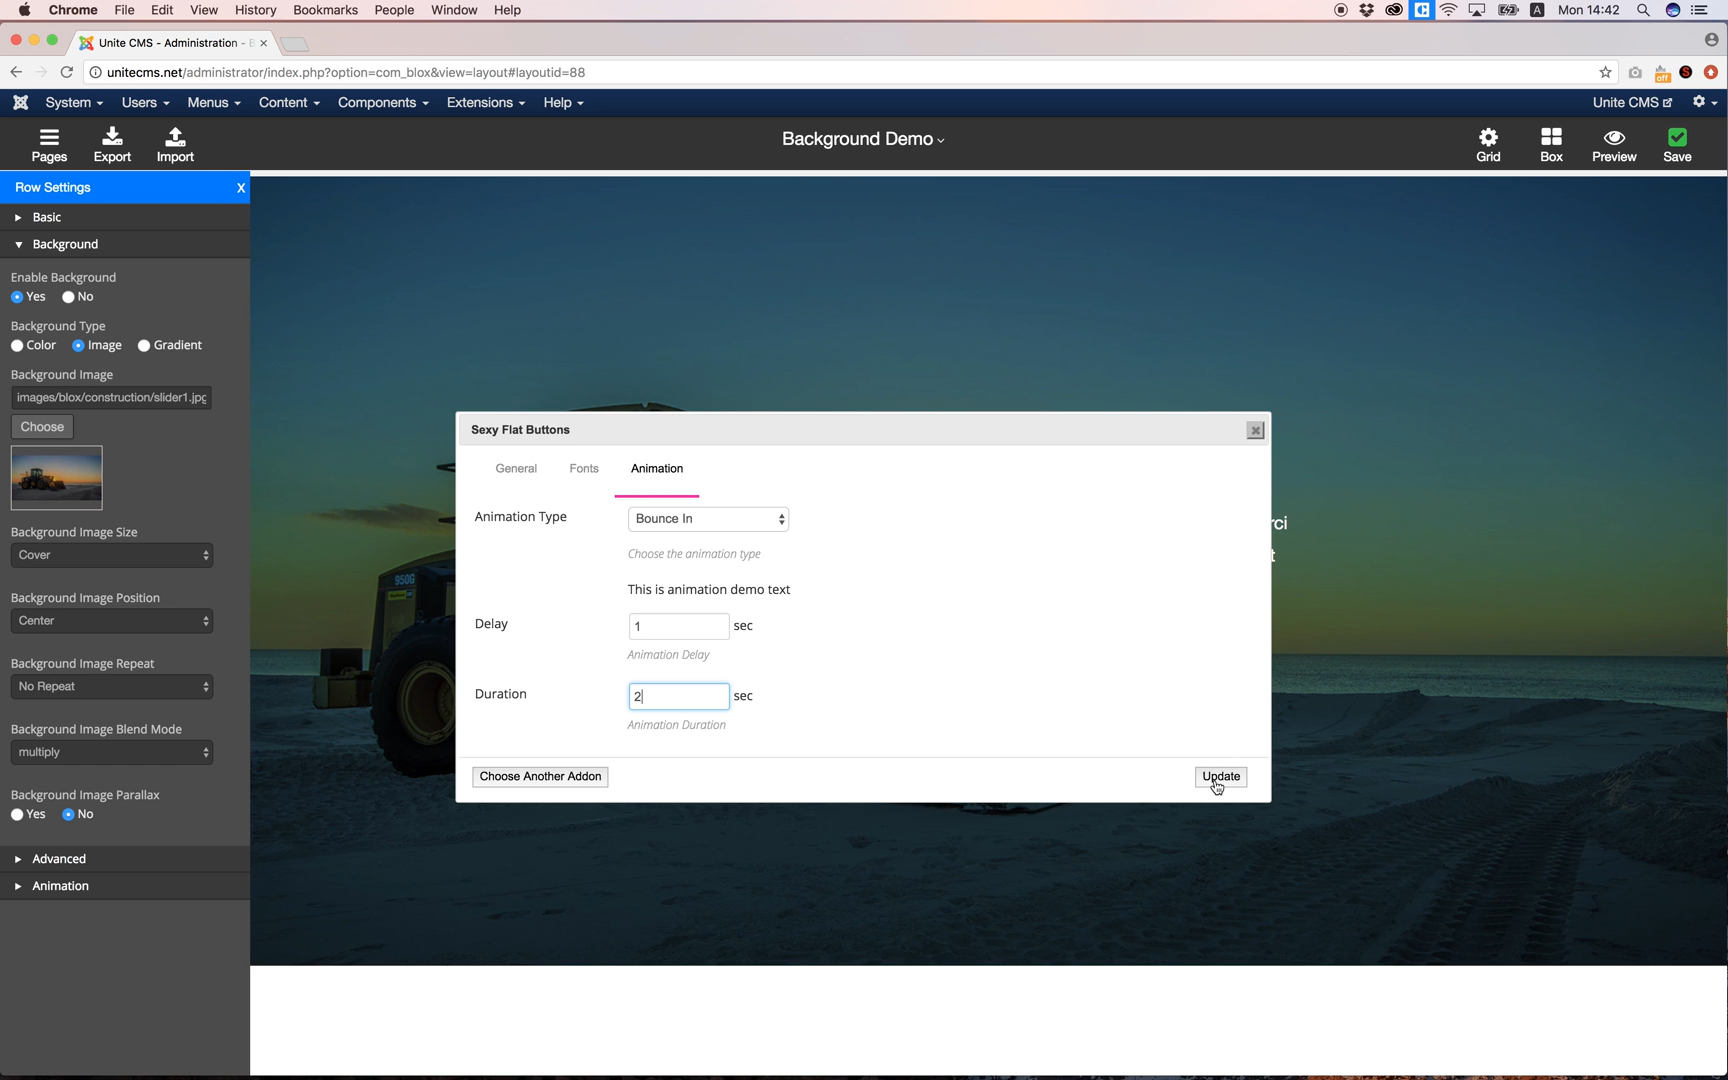 Chrome File Edit View History Bookmarks People Window Help A Mon 14:42
Unite CMS - Administration -
unitecms.net/administrator/index.php?option=com_blox&view=layout#layoutid=88
off S
System Users Menus Content Components Extensions Help Unite CMS
Pages Export Import Background Demo Grid Box Preview Save
Row Settings X
Basic
Background
Enable Background
Yes No
Background Type
Color Image Gradient
Background Image
images/blox/construction/slider1.jpg
Choose
Background Image Size
Cover
Background Image Position
Center
Background Image Repeat
No Repeat
Background Image Blend Mode
multiply
Background Image Parallax
Yes No
Advanced
Animation
950G
Sexy Flat Buttons
General Fonts Animation
Animation Type Bounce In
Choose the animation type
This is animation demo text
Delay 1 sec
Animation Delay
Duration 2 sec
Animation Duration
Choose Another Addon Update
rci
t